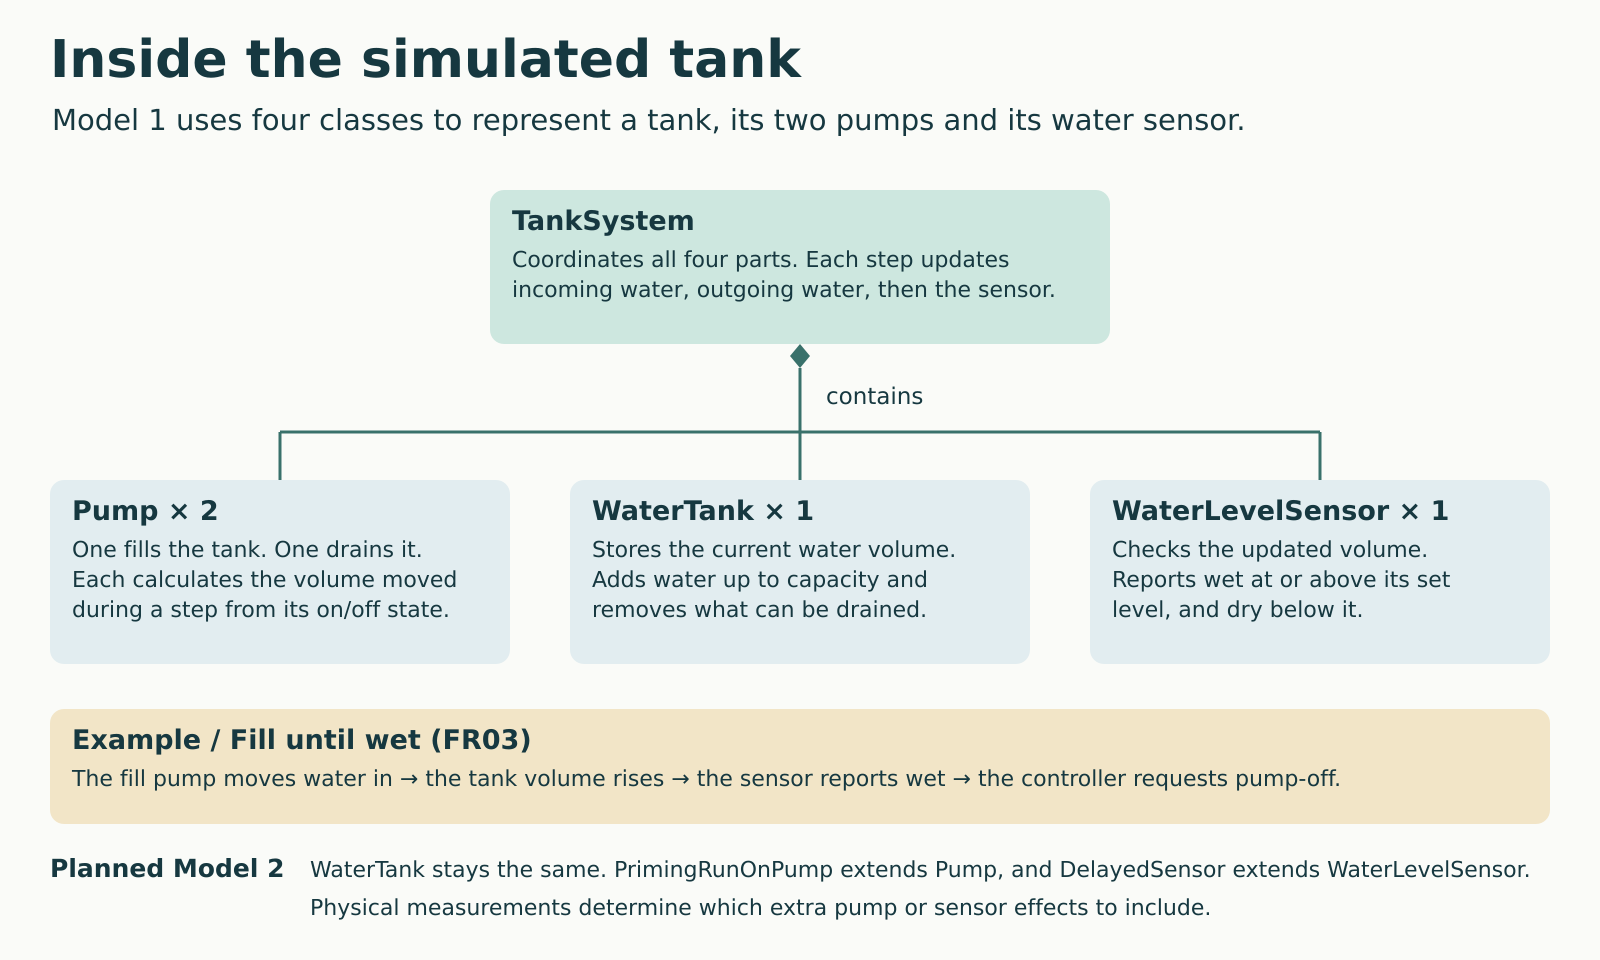 Inside the simulated tank
Model 1 uses four classes to represent a tank, its two pumps and its water sensor.
TankSystem
Coordinates all four parts. Each step updates
incoming water, outgoing water, then the sensor.
contains
Pump × 2
One fills the tank. One drains it.
Each calculates the volume moved
during a step from its on/off state.
WaterTank × 1
Stores the current water volume.
Adds water up to capacity and
removes what can be drained.
WaterLevelSensor × 1
Checks the updated volume.
Reports wet at or above its set
level, and dry below it.
Example / Fill until wet (FR03)
The fill pump moves water in → the tank volume rises → the sensor reports wet → the controller requests pump-off.
Planned Model 2 WaterTank stays the same. PrimingRunOnPump extends Pump, and DelayedSensor extends WaterLevelSensor.
Physical measurements determine which extra pump or sensor effects to include.